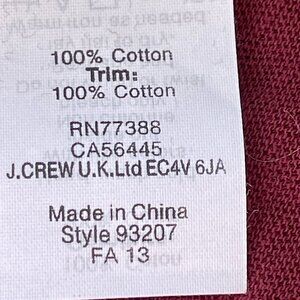 100% Cotton
Trim:
100% Cotton
RN77388
CA56445
J.CREW U.K.Ltd EC4V 6JA
Made in China
Style 93207
FA 13